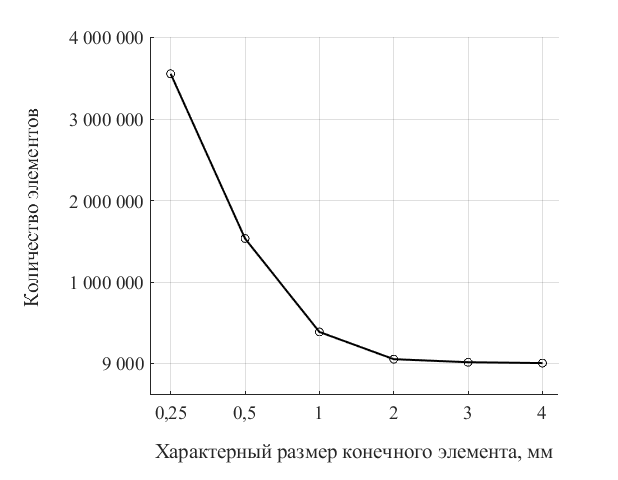 4 000 000
3 000 000
2 000 000
1 000 000
9 000
Количество элементов
0,25 0,5 1 2 3 4
Характерный размер конечного элемента, мм